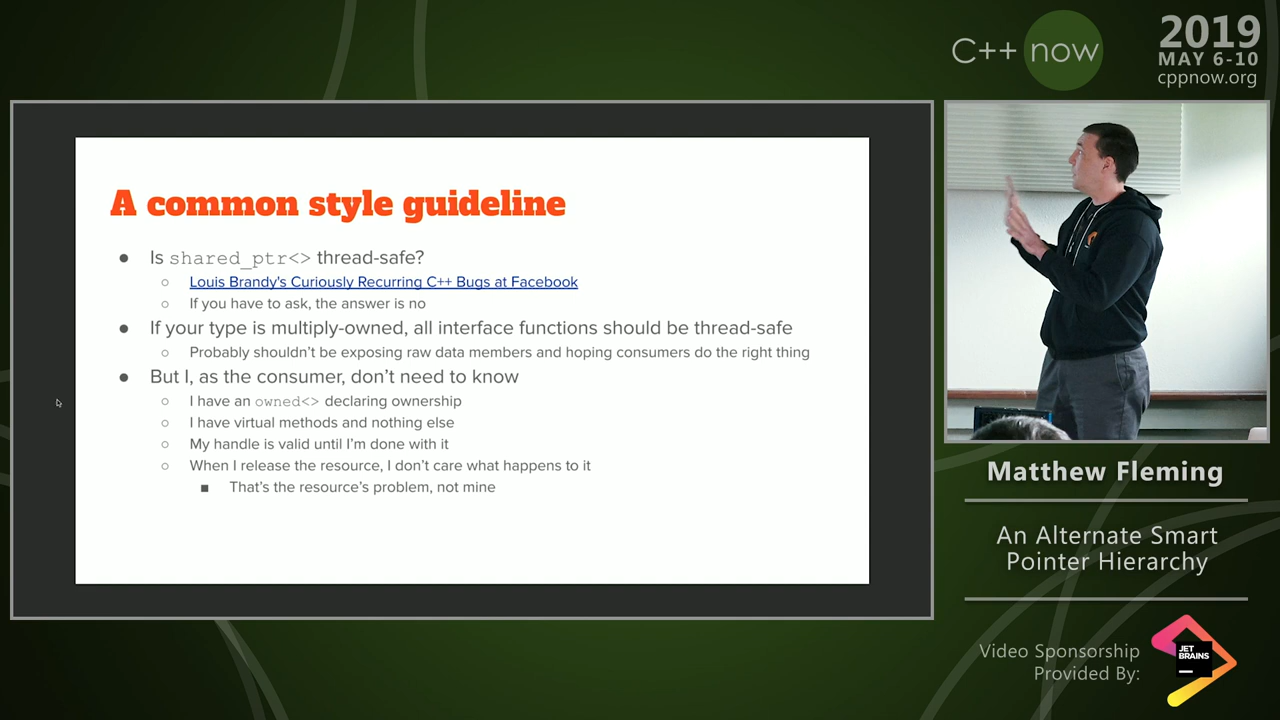 C++ now
2019
MAY 6-10
cppnow.org
A common style guideline
● Is shared_ptr<> thread-safe?
○ Louis Brandy's Curiously Recurring C++ Bugs at Facebook
○ If you have to ask, the answer is no
● If your type is multiply-owned, all interface functions should be thread-safe
○ Probably shouldn't be exposing raw data members and hoping consumers do the right thing
● But I, as the consumer, don't need to know
○ I have an owned<> declaring ownership
○ I have virtual methods and nothing else
○ My handle is valid until I'm done with it
○ When I release the resource, I don't care what happens to it
■ That's the resource's problem, not mine
Matthew Fleming
An Alternate Smart
Pointer Hierarchy
Video Sponsorship
Provided By:
JET
BRAINS